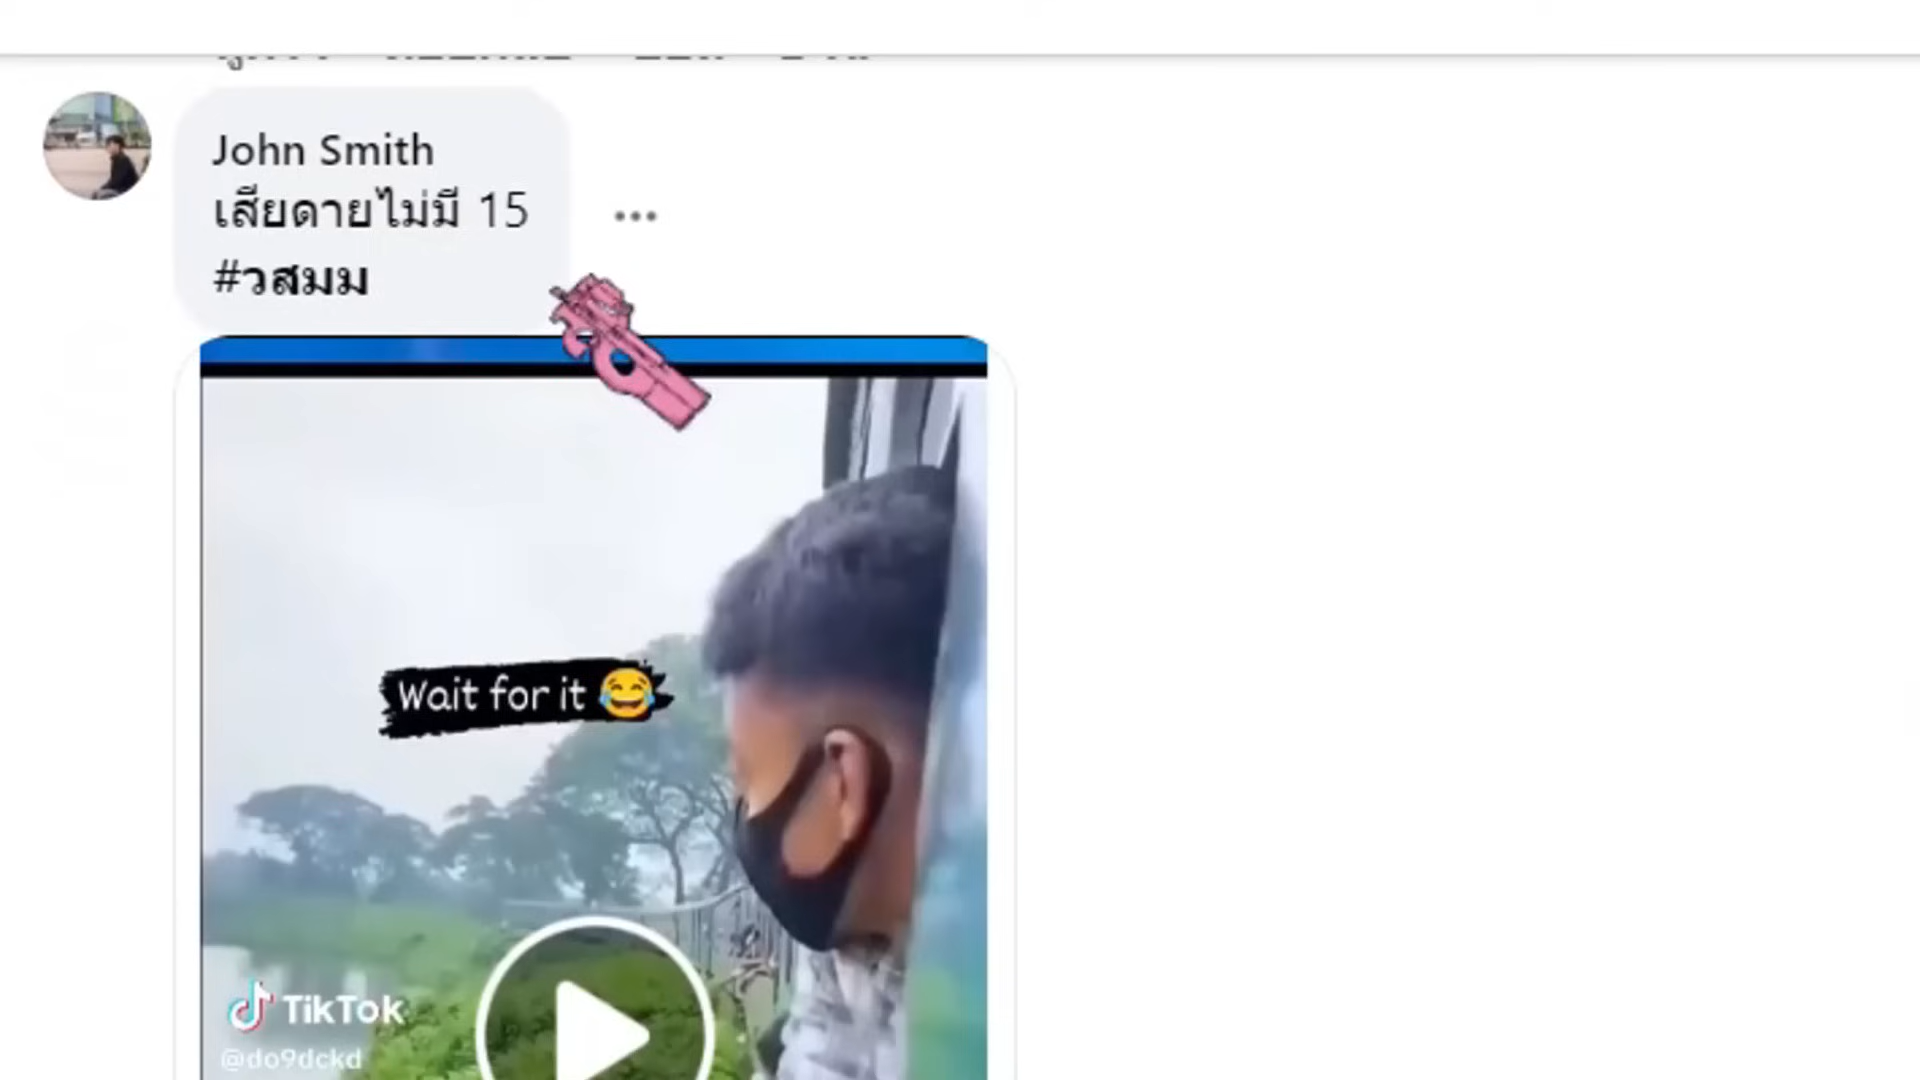 John Smith
เสียดายไม่มี 15
#วสมม
Wait for it 😂
TikTok
@do9dckd